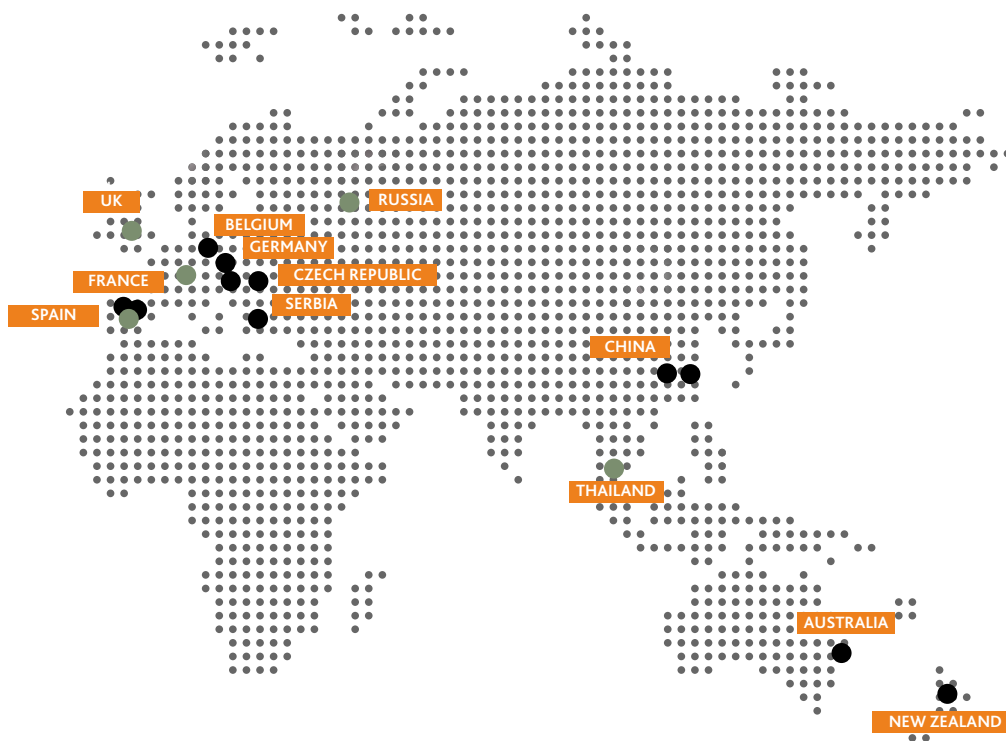 UK
RUSSIA
BELGIUM
GERMANY
FRANCE
CZECH REPUBLIC
SPAIN
SERBIA
CHINA
THAILAND
AUSTRALIA
NEW ZEALAND